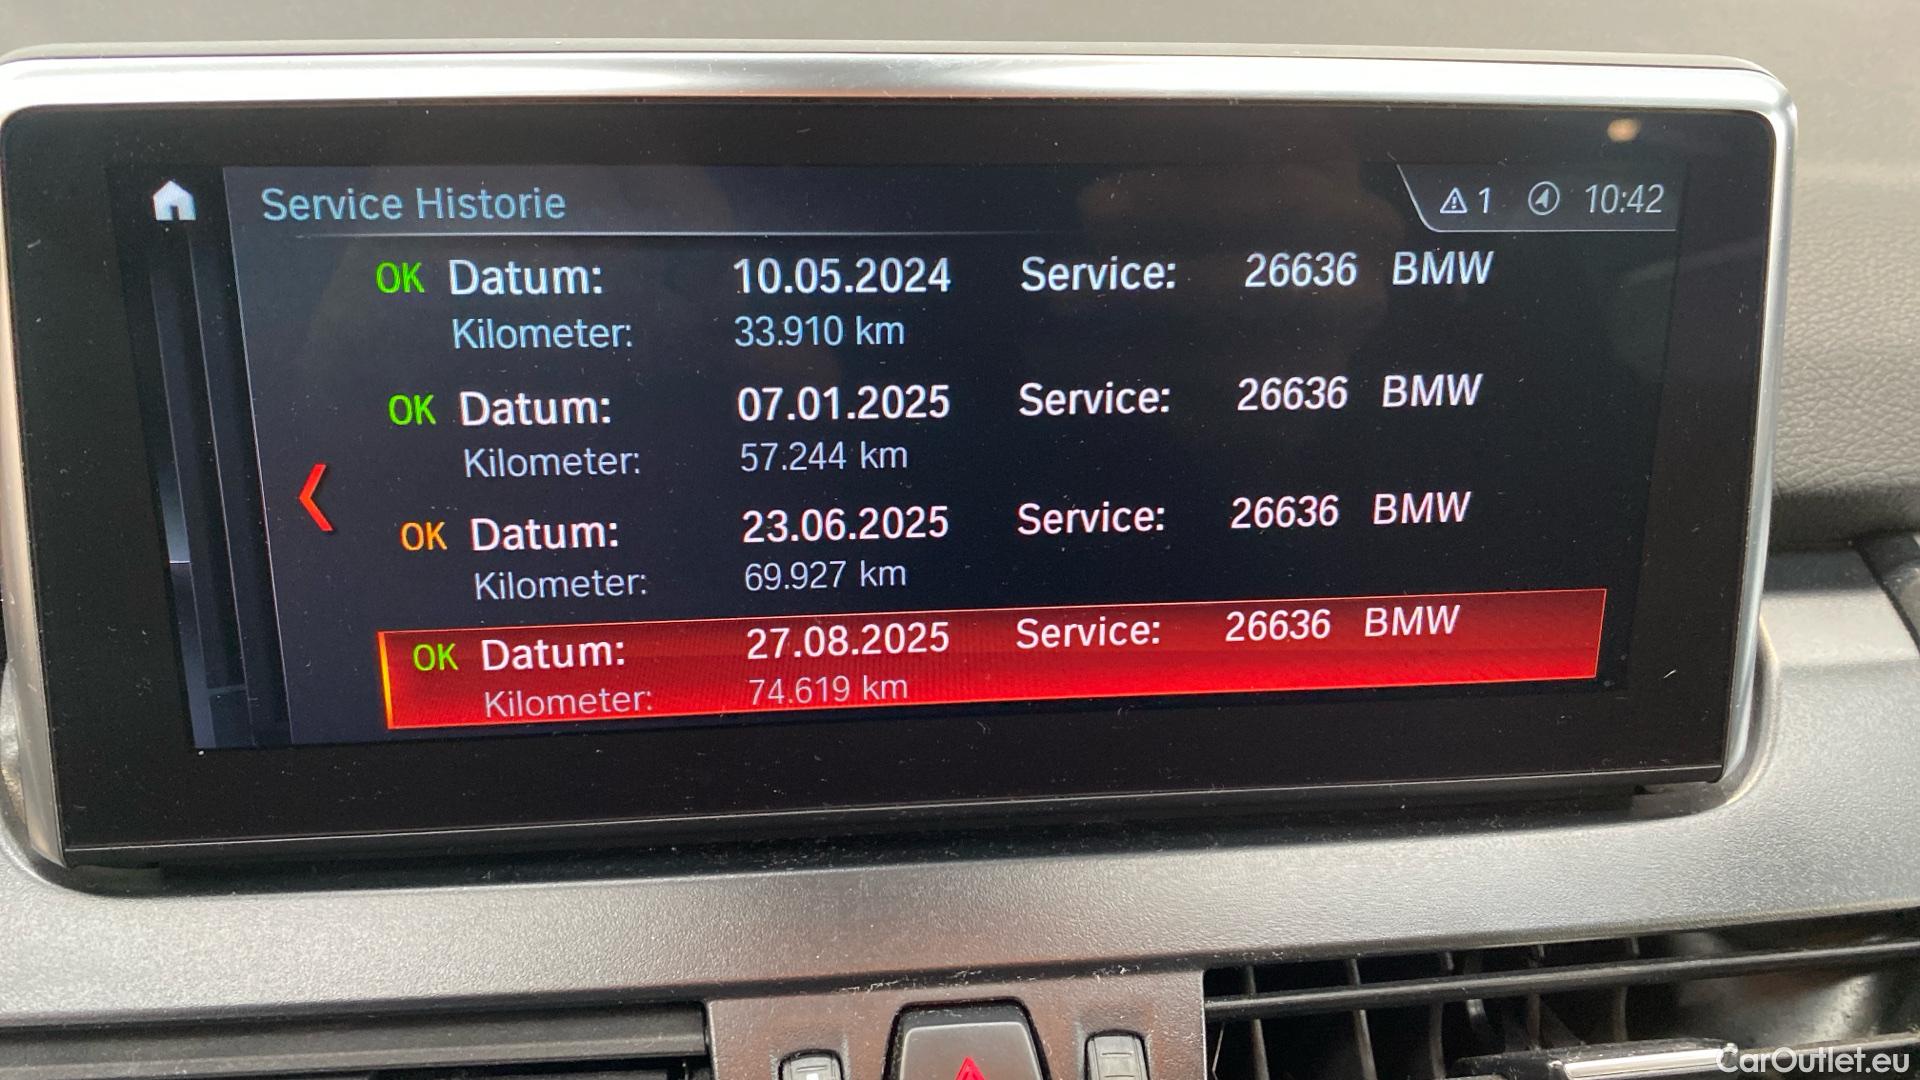 Service Historie
1 10:42
OK Datum: 10.05.2024 Service: 26636 BMW
Kilometer: 33.910 km
OK Datum: 07.01.2025 Service: 26636 BMW
Kilometer: 57.244 km
OK Datum: 23.06.2025 Service: 26636 BMW
Kilometer: 69.927 km
OK Datum: 27.08.2025 Service: 26636 BMW
Kilometer: 74.619 km
CarOutlet.eu